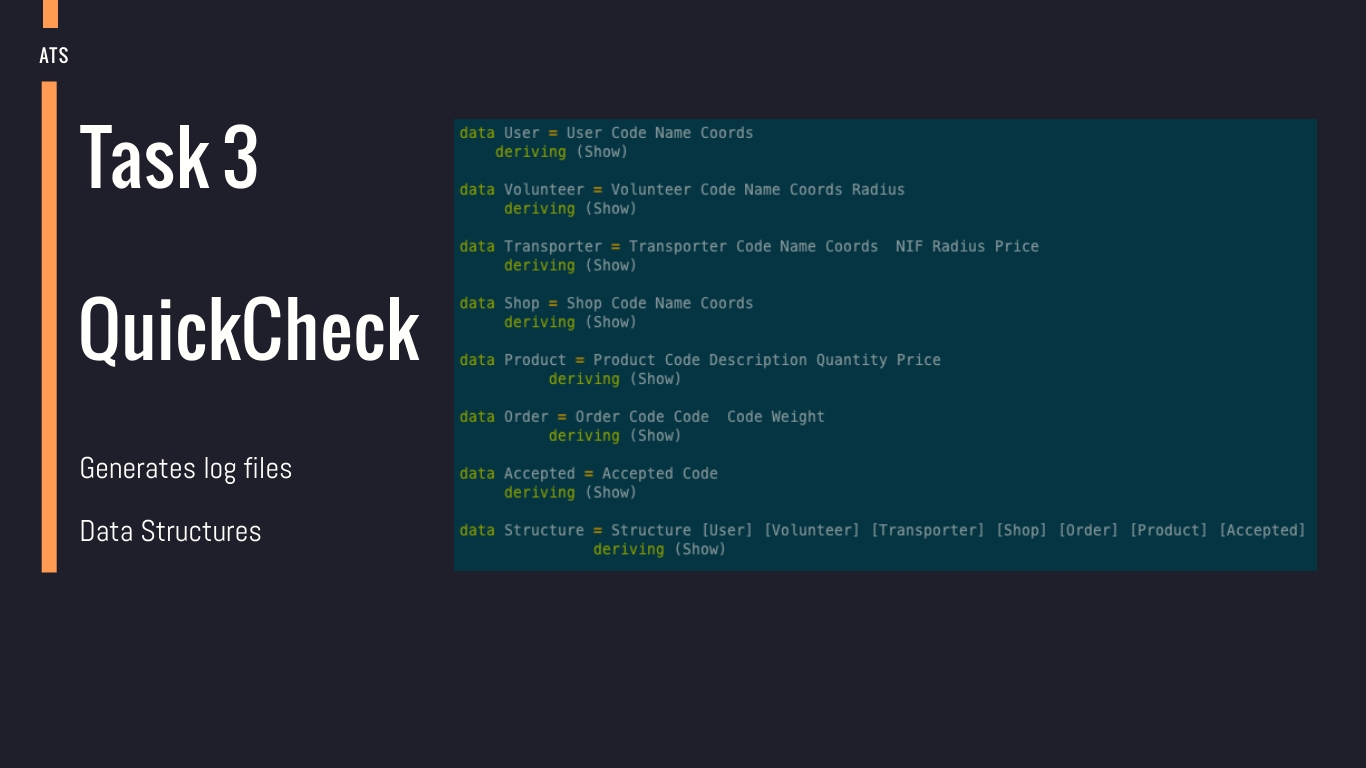 ATS
Task 3
QuickCheck
Generates log files
Data Structures
data User = User Code Name Coords
    deriving (Show)
data Volunteer = Volunteer Code Name Coords Radius
     deriving (Show)
data Transporter = Transporter Code Name Coords  NIF Radius Price
     deriving (Show)
data Shop = Shop Code Name Coords
     deriving (Show)
data Product = Product Code Description Quantity Price
          deriving (Show)
data Order = Order Code Code  Code Weight
          deriving (Show)
data Accepted = Accepted Code
     deriving (Show)
data Structure = Structure [User] [Volunteer] [Transporter] [Shop] [Order] [Product] [Accepted]
               deriving (Show)